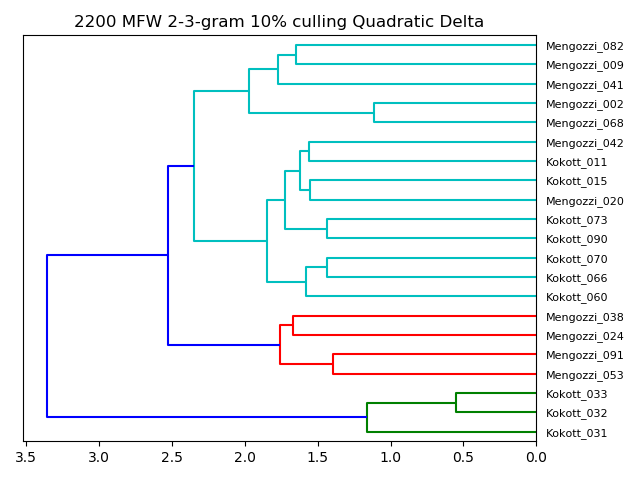 2200 MFW 2-3-gram 10% culling Quadratic Delta
Mengozzi_082
Mengozzi_009
Mengozzi_041
Mengozzi_002
Mengozzi_068
Mengozzi_042
Kokott_011
Kokott_015
Mengozzi_020
Kokott_073
Kokott_090
Kokott_070
Kokott_066
Kokott_060
Mengozzi_038
Mengozzi_024
Mengozzi_091
Mengozzi_053
Kokott_033
Kokott_032
Kokott_031
3.5 3.0 2.5 2.0 1.5 1.0 0.5 0.0